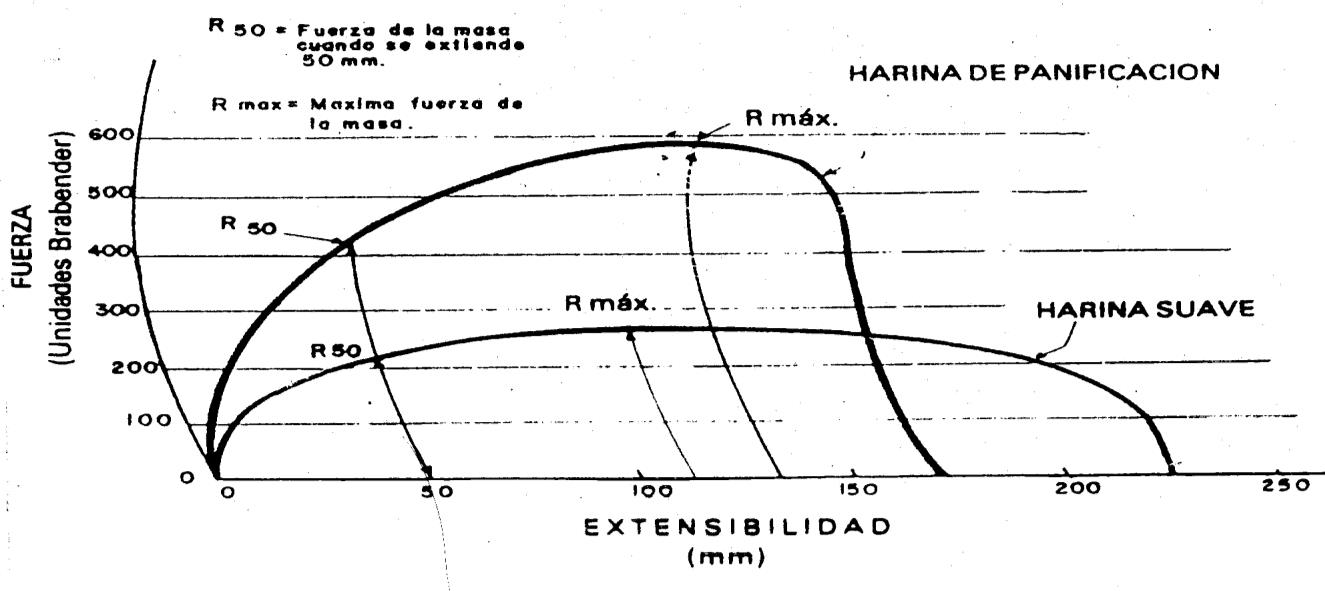 R 50 = Fuerza de la masa
cuando se extiende
50 mm.
HARINA DE PANIFICACION
R max = Maxima fuerza de
la masa.
R máx.
FUERZA
(Unidades Brabender)
600
500
R 50
400
300
R máx.
HARINA SUAVE
R50
200
100
0
0
50
100
150
200
250
EXTENSIBILIDAD
(mm)